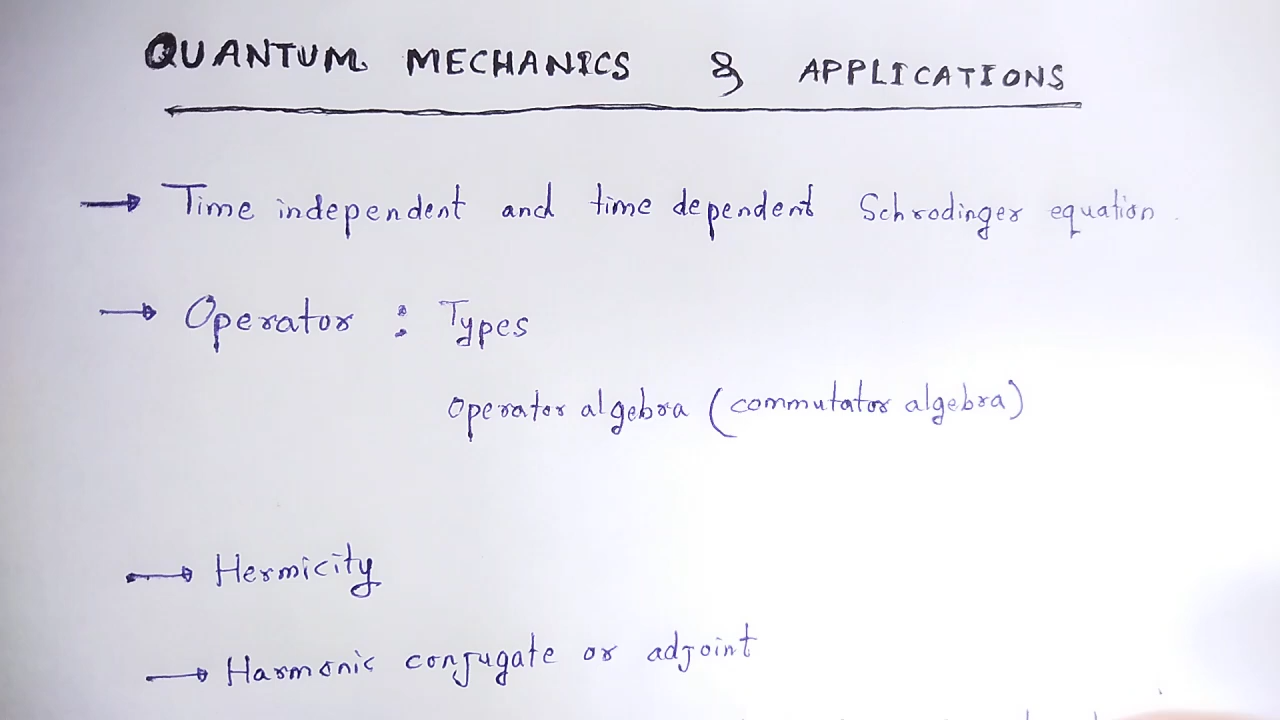 QUANTUM MECHANICS & APPLICATIONS
→ Time independent and time dependent Schrodinger equation.
→ Operator : Types
Operator algebra (commutator algebra)
→ Hermicity
→ Harmonic conjugate or adjoint